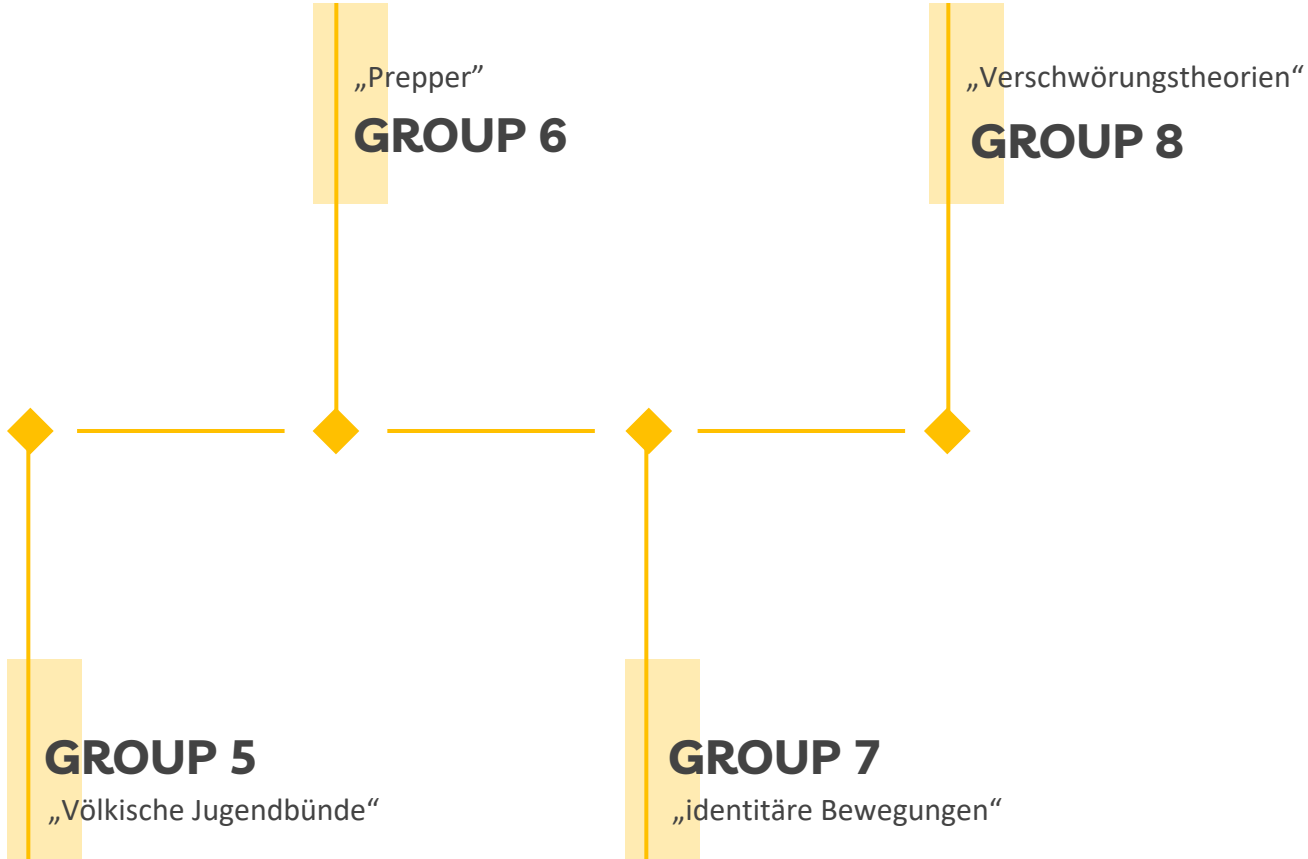 „Prepper”
GROUP 6
„Verschwörungstheorien“
GROUP 8
GROUP 5
„Völkische Jugendbünde“
GROUP 7
„identitäre Bewegungen“